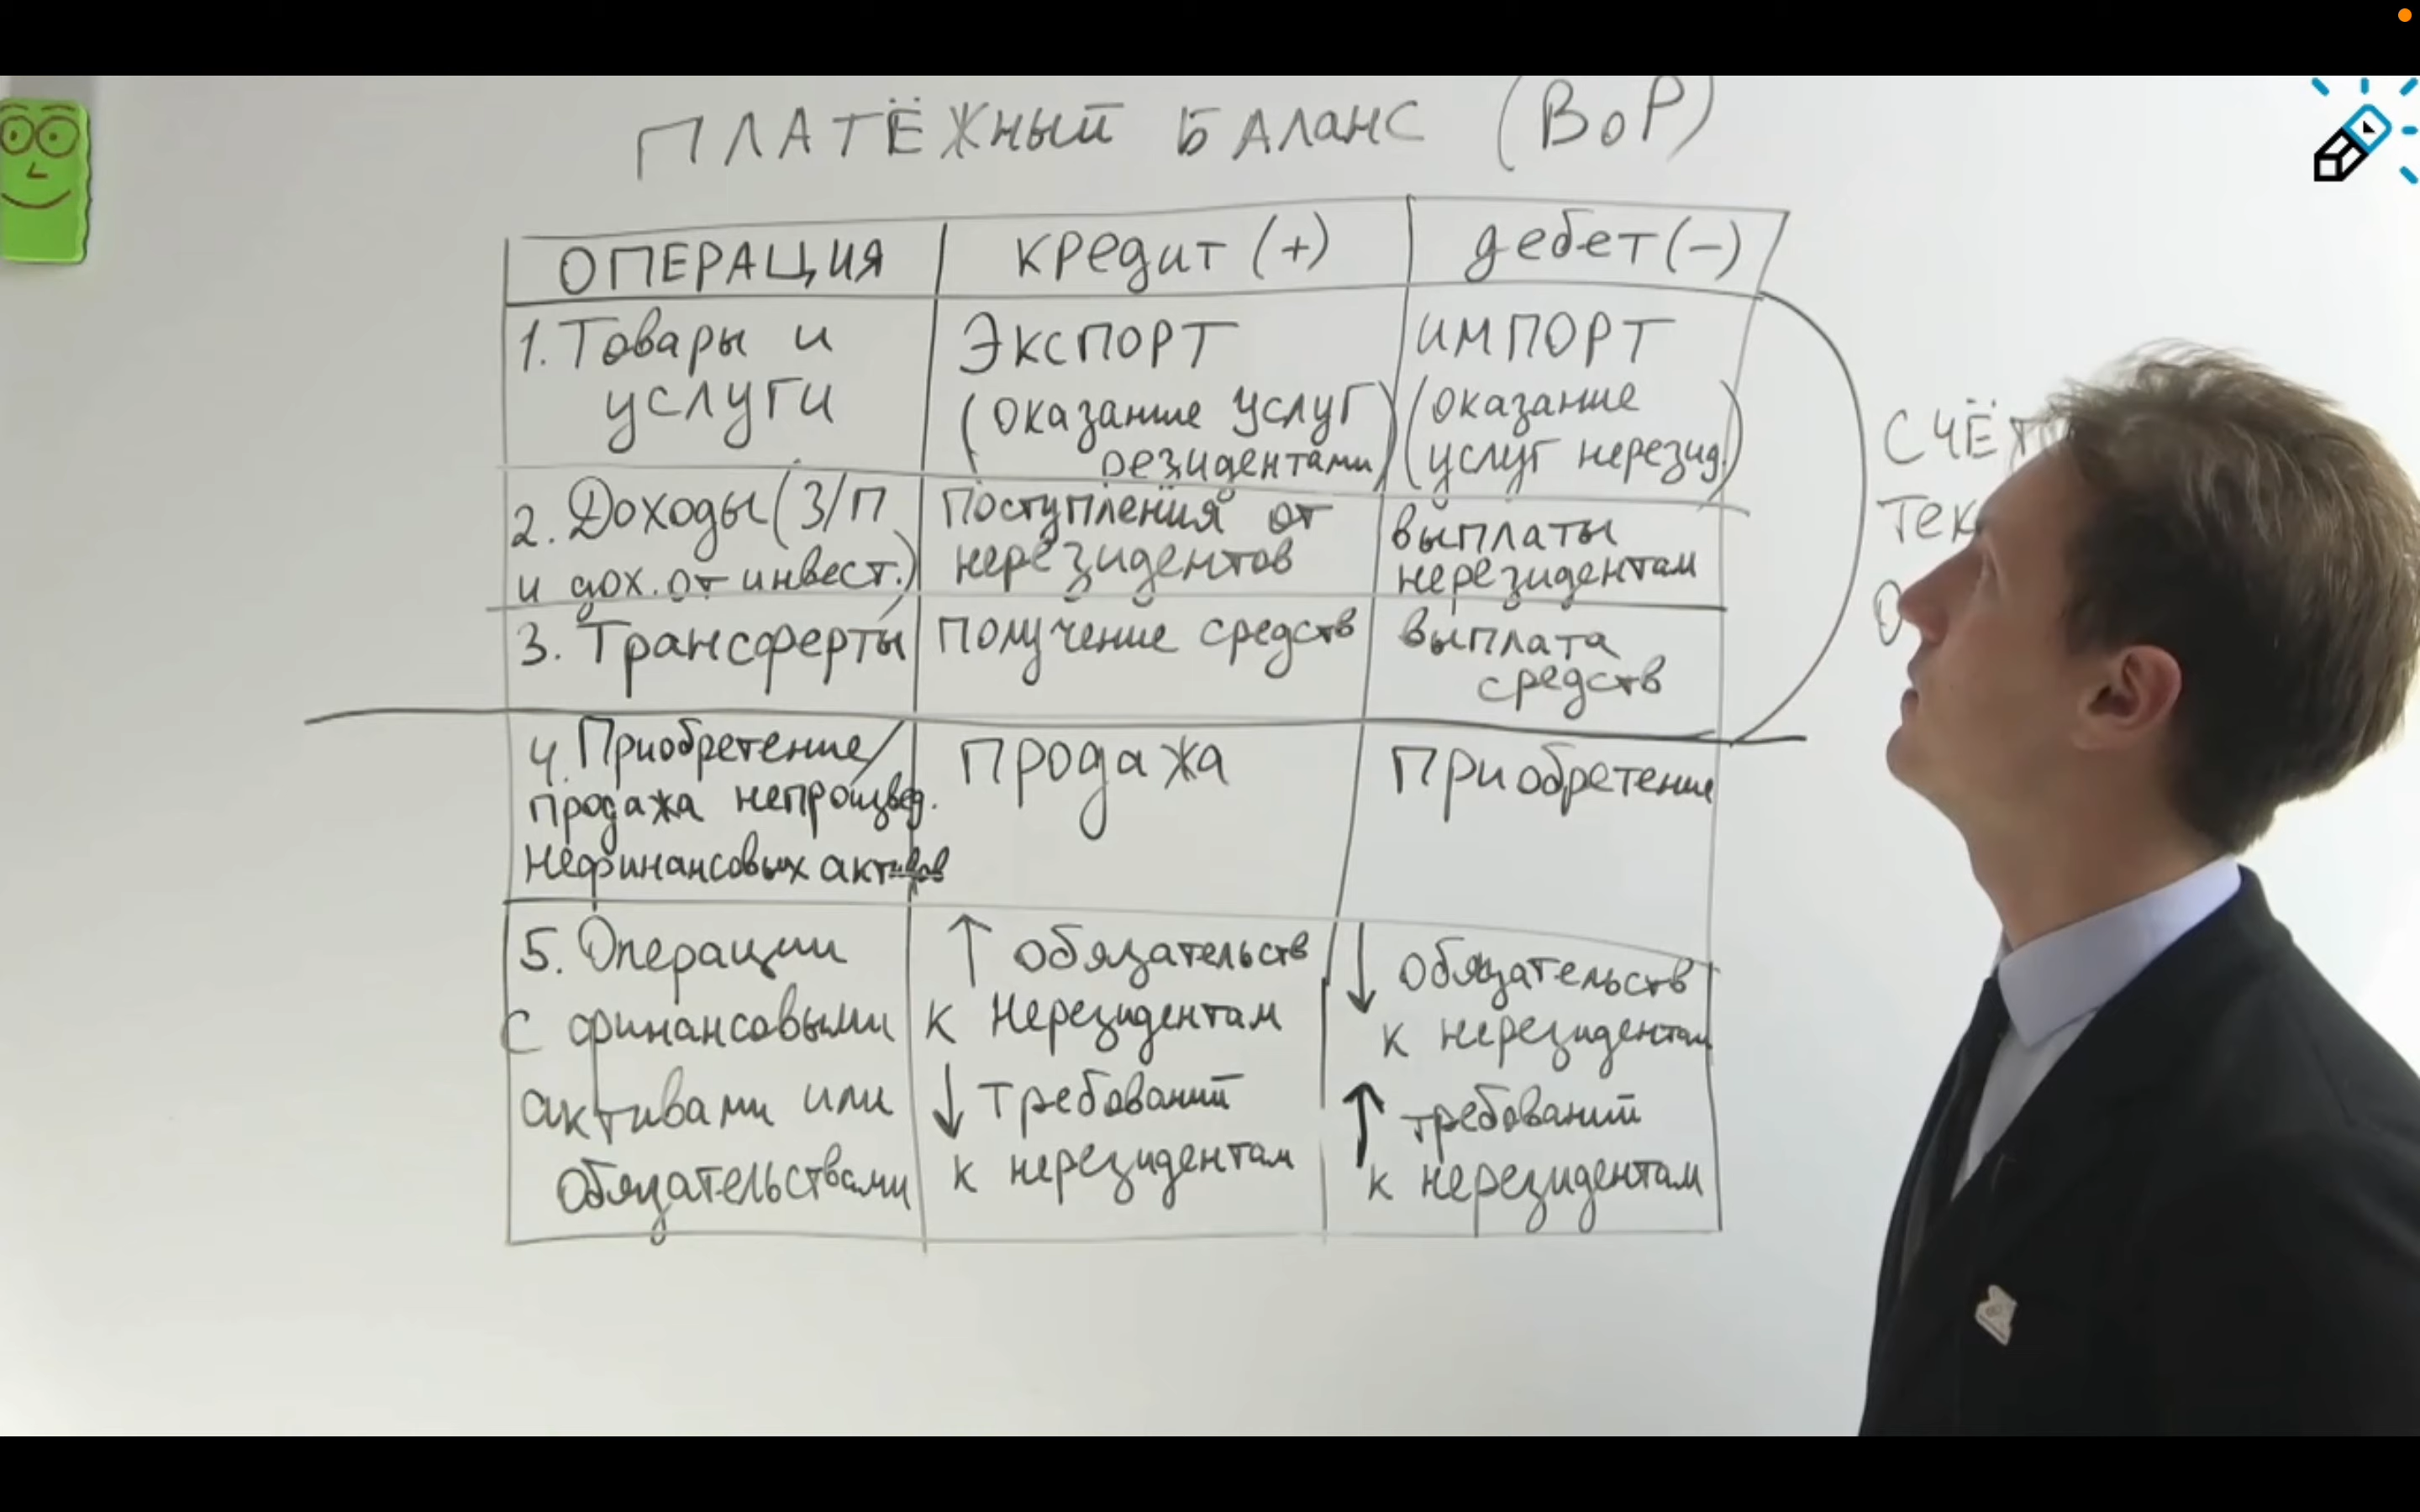 ПЛАТЁЖНЫЙ БАЛАНС (BoP)
ОПЕРАЦИЯ
кредит (+)
дебет (-)
1. Товары и
услуги
Экспорт
(оказание услуг
резидентами)
импорт
(оказание
услуг нерезид.)
2. Доходы (З/П
и дох. от инвест.)
Поступления от
нерезидентов
выплаты
нерезидентам
3. Трансферты
Получение средств
выплата
средств
4. Приобретение/
продажа непроизвед.
Нефинансовых активов
продажа
Приобретение
5. Операции
с финансовыми
активами или
обязательствами
↑ обязательств
к Нерезидентам
↓ требований
к нерезидентам
↓ обязательств
к нерезидентам
↑ требований
к нерезидентам
СЧЁТ